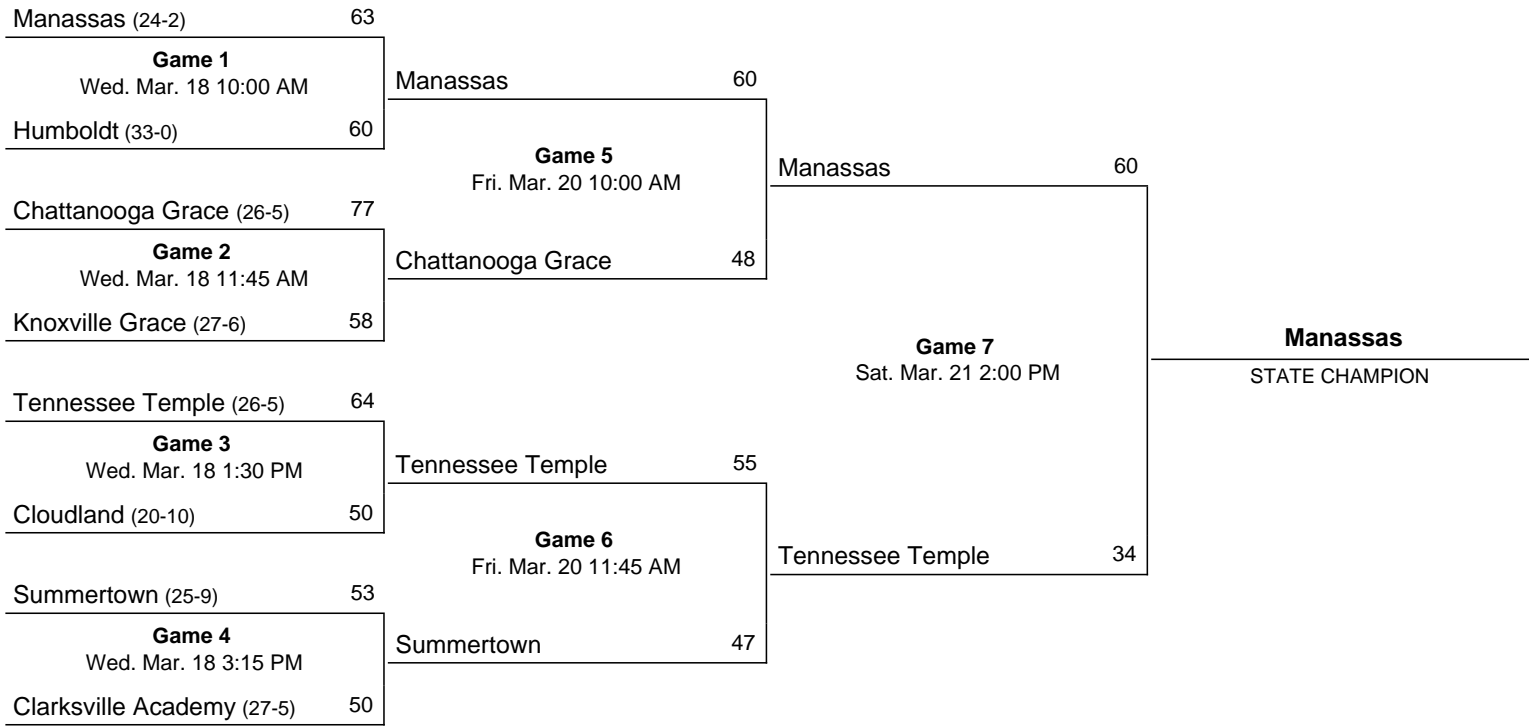 Manassas (24-2) 63
Game 1
Wed. Mar. 18 10:00 AM
Humboldt (33-0) 60
Chattanooga Grace (26-5) 77
Game 2
Wed. Mar. 18 11:45 AM
Knoxville Grace (27-6) 58
Tennessee Temple (26-5) 64
Game 3
Wed. Mar. 18 1:30 PM
Cloudland (20-10) 50
Summertown (25-9) 53
Game 4
Wed. Mar. 18 3:15 PM
Clarksville Academy (27-5) 50
Manassas 60
Game 5
Fri. Mar. 20 10:00 AM
Chattanooga Grace 48
Tennessee Temple 55
Game 6
Fri. Mar. 20 11:45 AM
Summertown 47
Manassas 60
Game 7
Sat. Mar. 21 2:00 PM
Tennessee Temple 34
Manassas
STATE CHAMPION